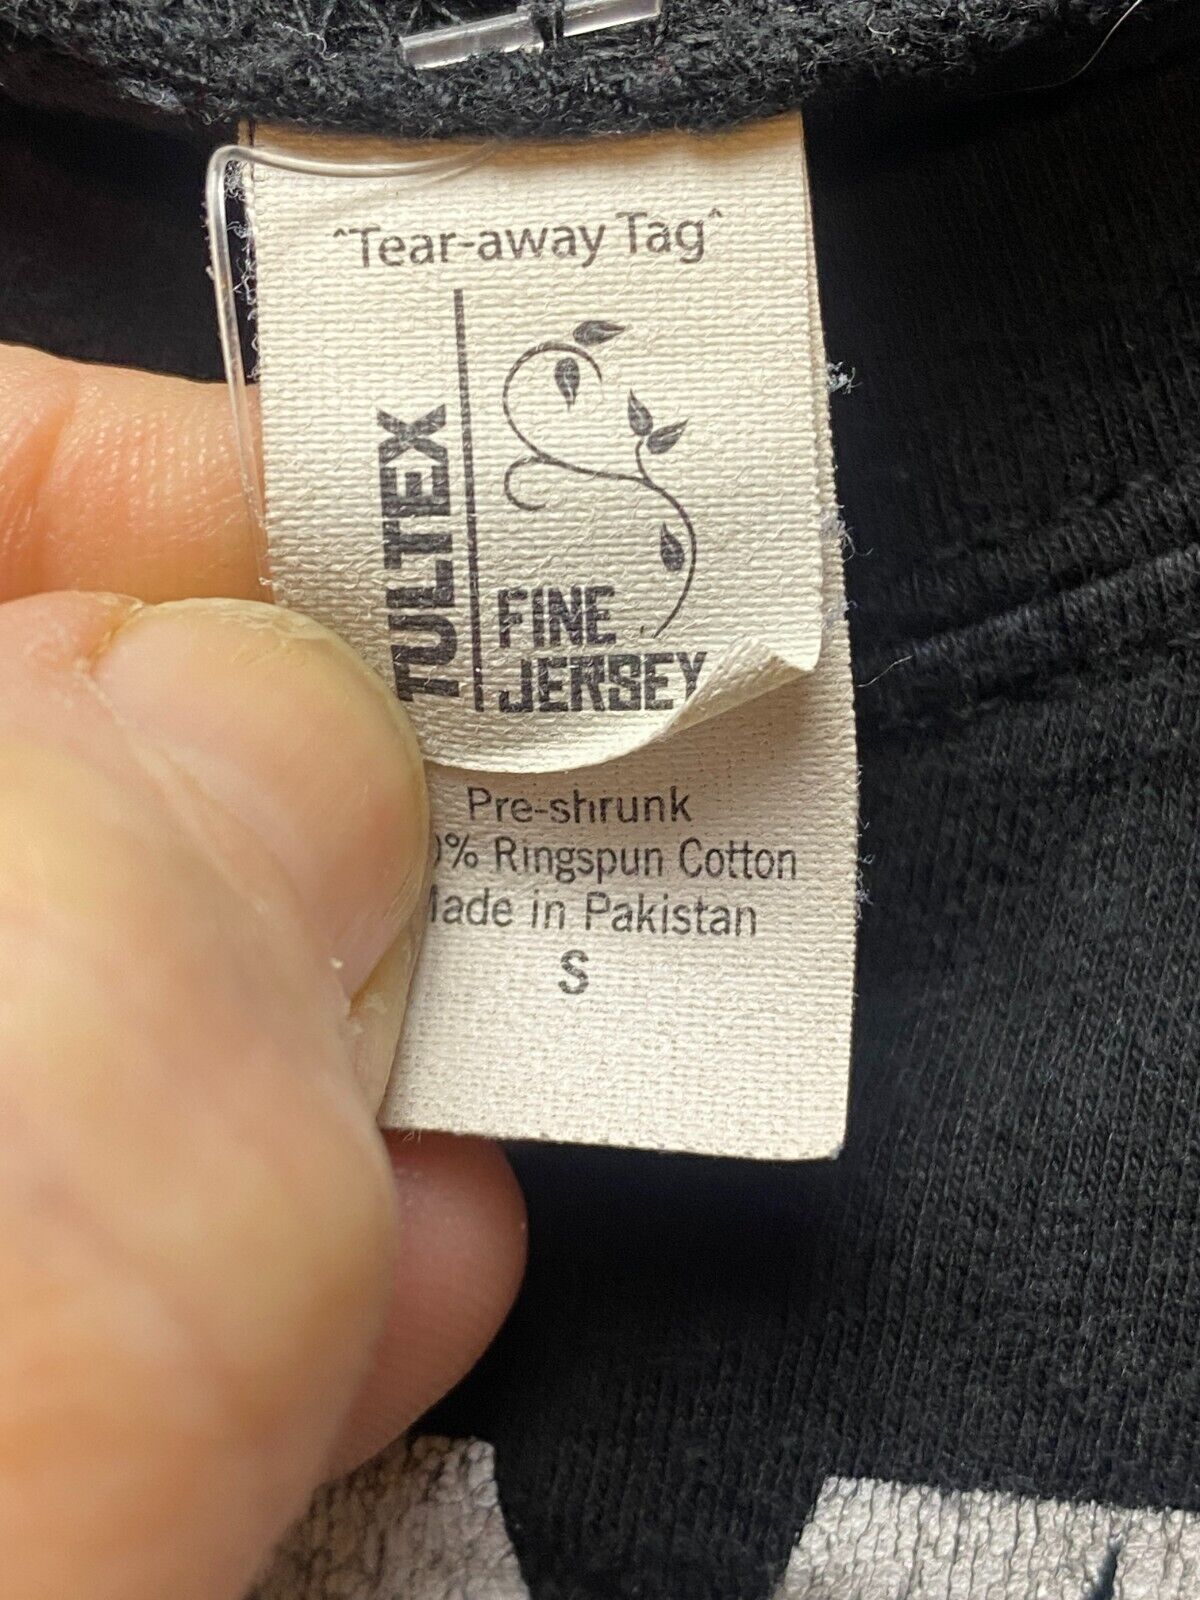 ^Tear-away Tag^
TULTEX
FINE
JERSEY
Pre-shrunk
0% Ringspun Cotton
Made in Pakistan
S